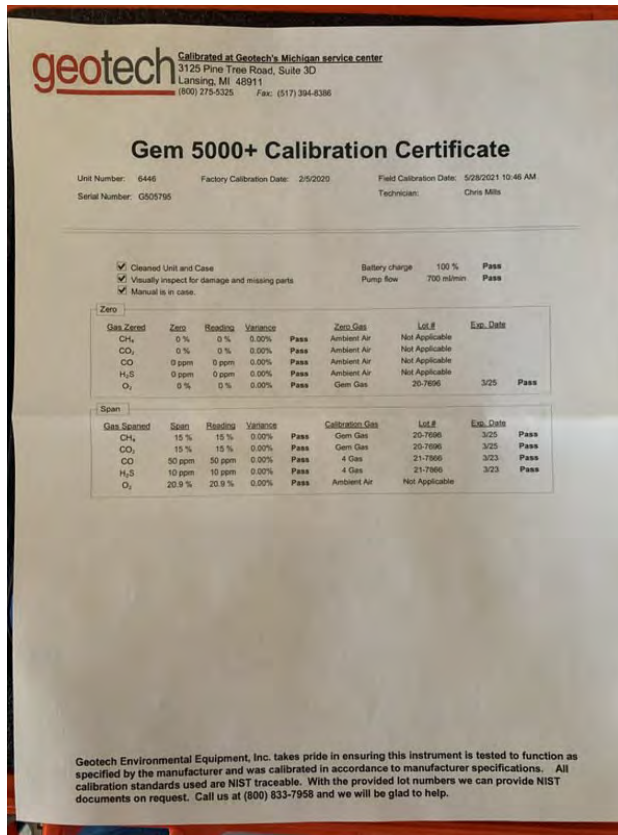 geotech
Calibrated at Geotech's Michigan service center
3125 Pine Tree Road, Suite 3D
Lansing, MI 48911
(800) 275-5325 Fax: (517) 394-8386
Gem 5000+ Calibration Certificate
Unit Number: 6446 Factory Calibration Date: 2/5/2020 Field Calibration Date: 5/28/2021 10:46 AM
Serial Number: G505795 Technician: Chris Mills
Cleaned Unit and Case Battery charge 100 % Pass
Visually inspect for damage and missing parts Pump flow 700 ml/min Pass
Manual is in case.
Zero
Gas Zered Zero Reading Variance Zero Gas Lot # Exp. Date
CH₄ 0 % 0 % 0.00% Pass Ambient Air Not Applicable
CO₂ 0 % 0 % 0.00% Pass Ambient Air Not Applicable
CO 0 ppm 0 ppm 0.00% Pass Ambient Air Not Applicable
H₂S 0 ppm 0 ppm 0.00% Pass Ambient Air Not Applicable
O₂ 0 % 0 % 0.00% Pass Gem Gas 20-7696 3/25 Pass
Span
Gas Spaned Span Reading Variance Calibration Gas Lot # Exp. Date
CH₄ 15 % 15 % 0.00% Pass Gem Gas 20-7696 3/25 Pass
CO₂ 15 % 15 % 0.00% Pass Gem Gas 20-7696 3/25 Pass
CO 50 ppm 50 ppm 0.00% Pass 4 Gas 21-7866 3/23 Pass
H₂S 10 ppm 10 ppm 0.00% Pass 4 Gas 21-7866 3/23 Pass
O₂ 20.9 % 20.9 % 0.00% Pass Ambient Air Not Applicable
Geotech Environmental Equipment, Inc. takes pride in ensuring this instrument is tested to function as
specified by the manufacturer and was calibrated in accordance to manufacturer specifications. All
calibration standards used are NIST traceable. With the provided lot numbers we can provide NIST
documents on request. Call us at (800) 833-7958 and we will be glad to help.